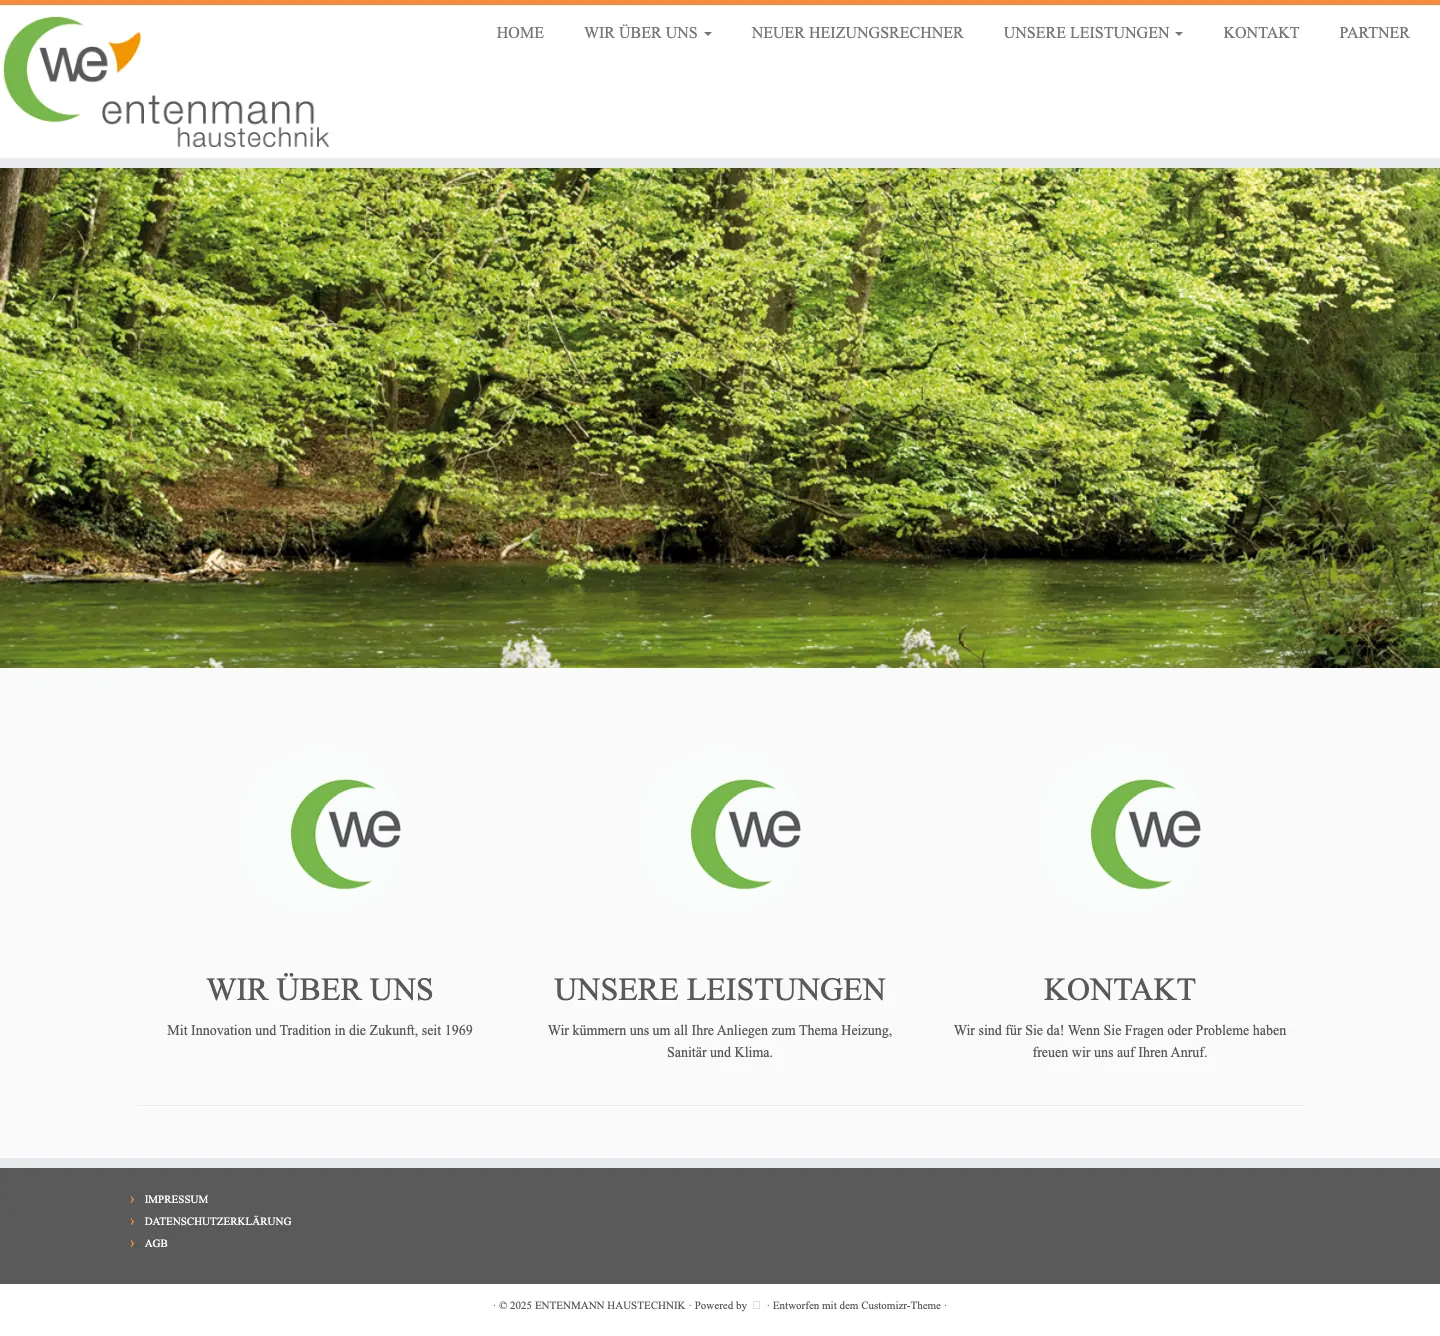 HOME WIR ÜBER UNS NEUER HEIZUNGSRECHNER UNSERE LEISTUNGEN KONTAKT PARTNER
we
entenmann
haustechnik
we we we
WIR ÜBER UNS
Mit Innovation und Tradition in die Zukunft, seit 1969
UNSERE LEISTUNGEN
Wir kümmern uns um all Ihre Anliegen zum Thema Heizung,
Sanitär und Klima.
KONTAKT
Wir sind für Sie da! Wenn Sie Fragen oder Probleme haben
freuen wir uns auf Ihren Anruf.
› IMPRESSUM
› DATENSCHUTZERKLÄRUNG
› AGB
· © 2025 ENTENMANN HAUSTECHNIK · Powered by · Entworfen mit dem Customizr-Theme ·